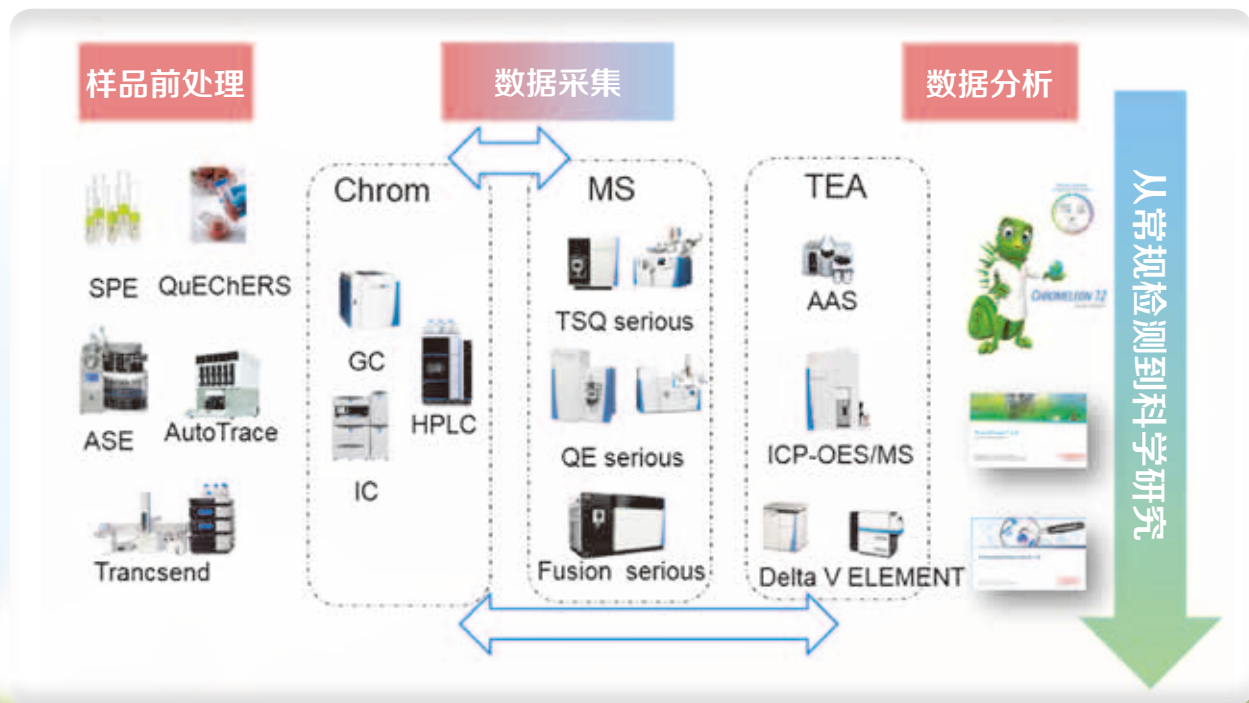 样品前处理
数据采集
数据分析
Chrom
MS
TEA
SPE
QuEChERS
TSQ serious
AAS
CHROMELEON 7.2
GC
ASE
AutoTrace
HPLC
QE serious
ICP-OES/MS
IC
Trancsend
Fusion  serious
Delta V ELEMENT
从常规检测到科学研究